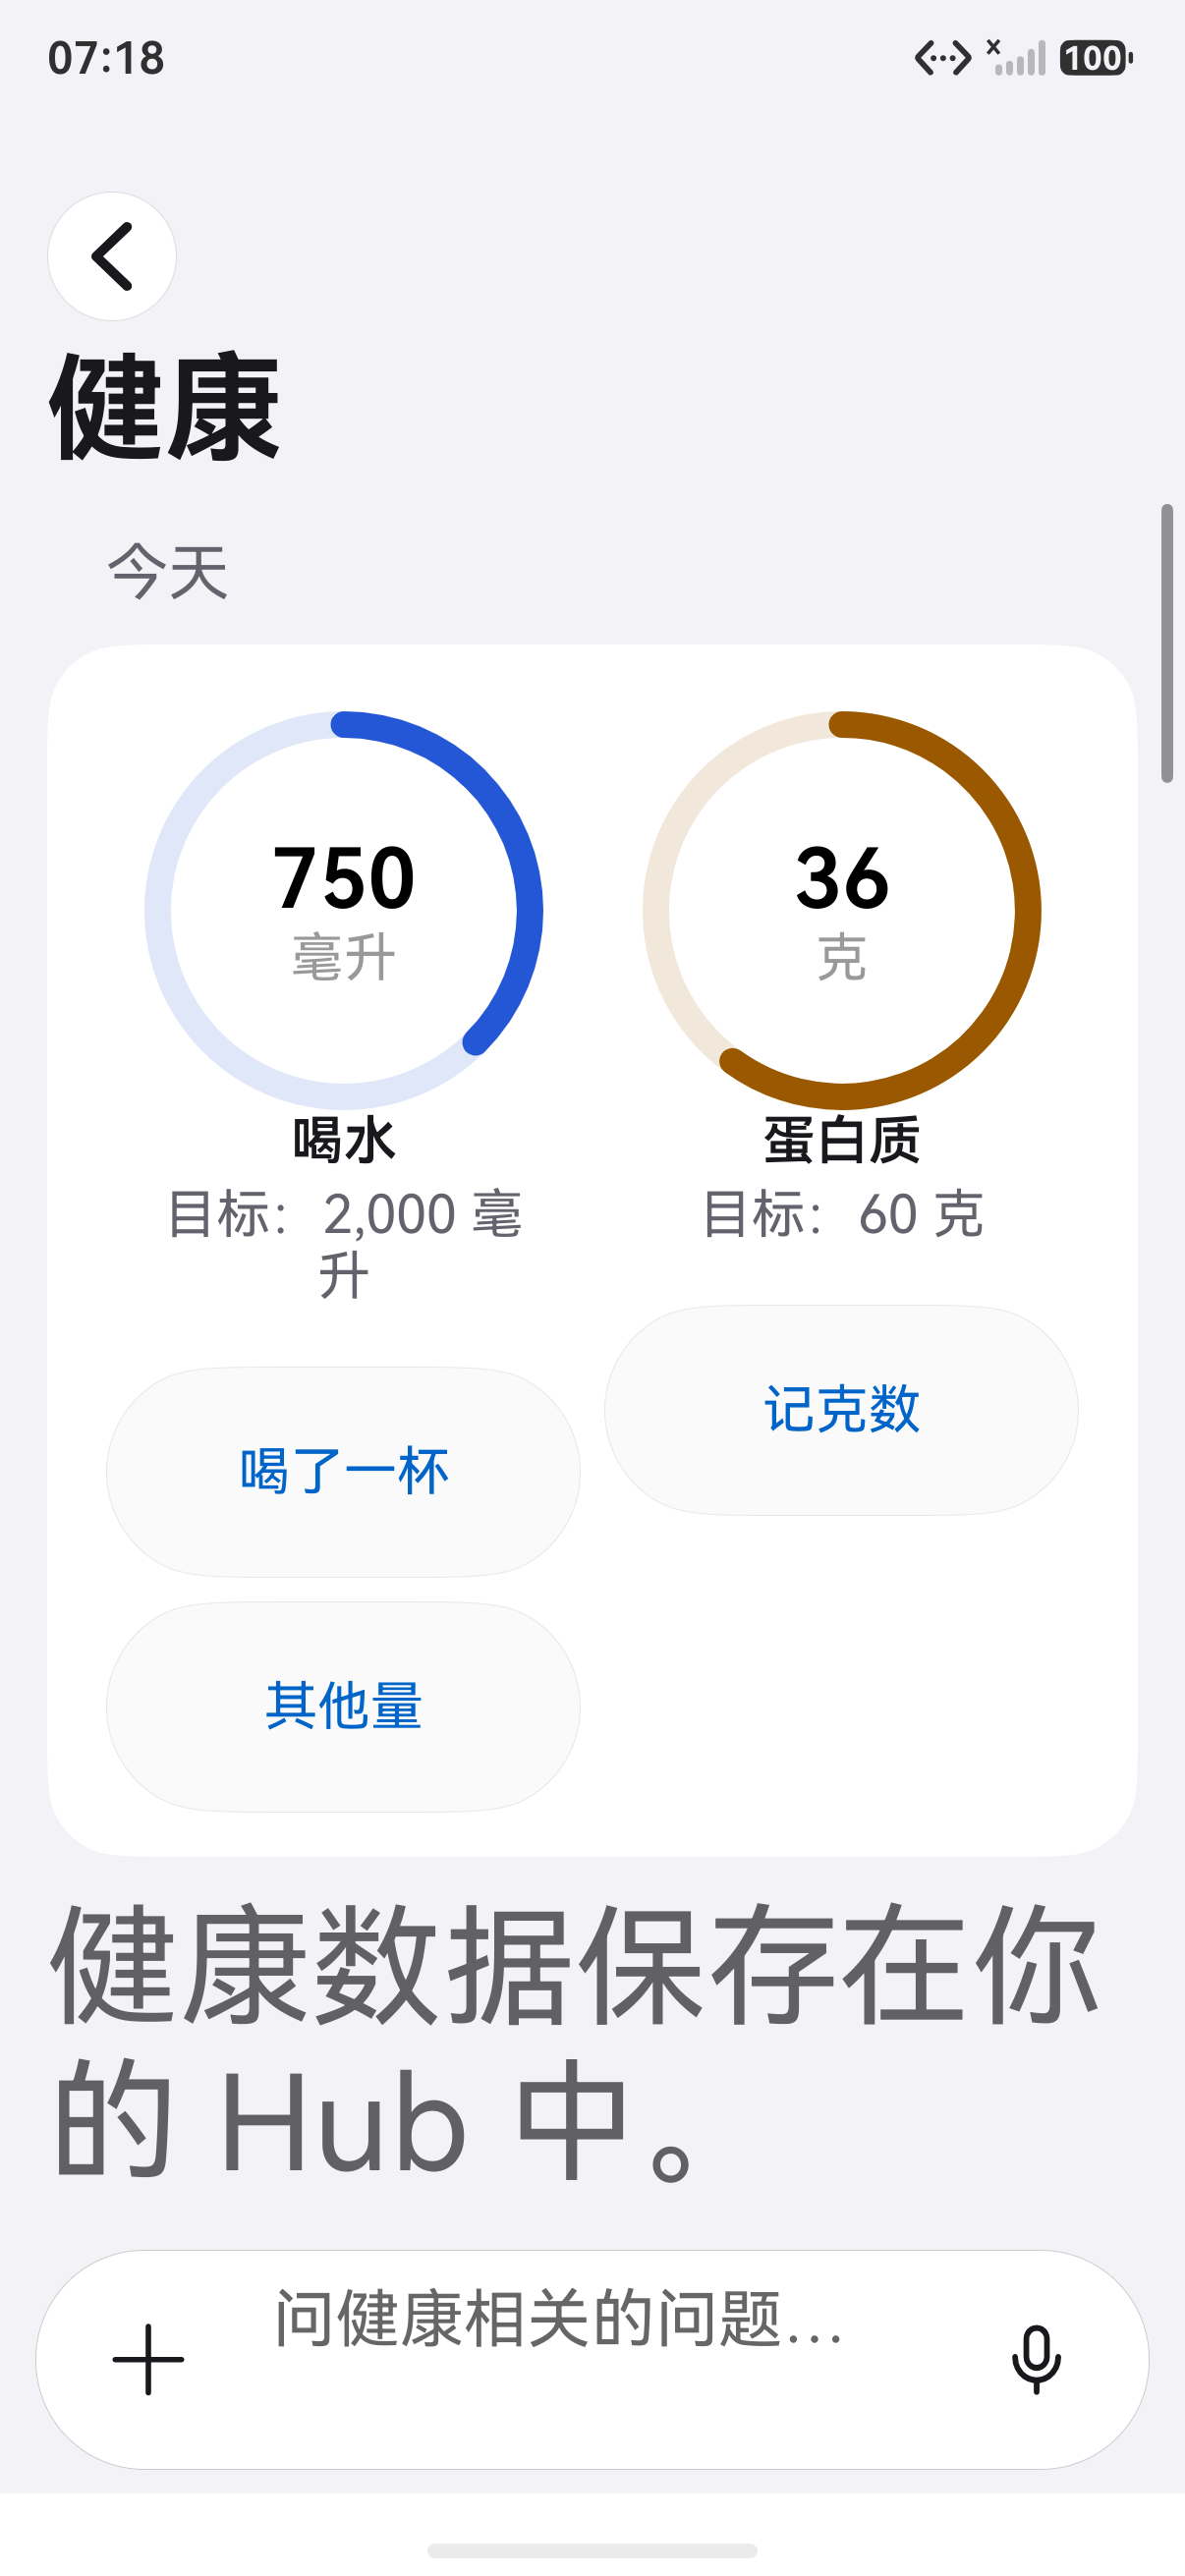 07:18
100
健康
今天
750
毫升
喝水
目标：2,000 毫
升
喝了一杯
其他量
36
克
蛋白质
目标：60 克
记克数
健康数据保存在你
的 Hub 中。
问健康相关的问题…